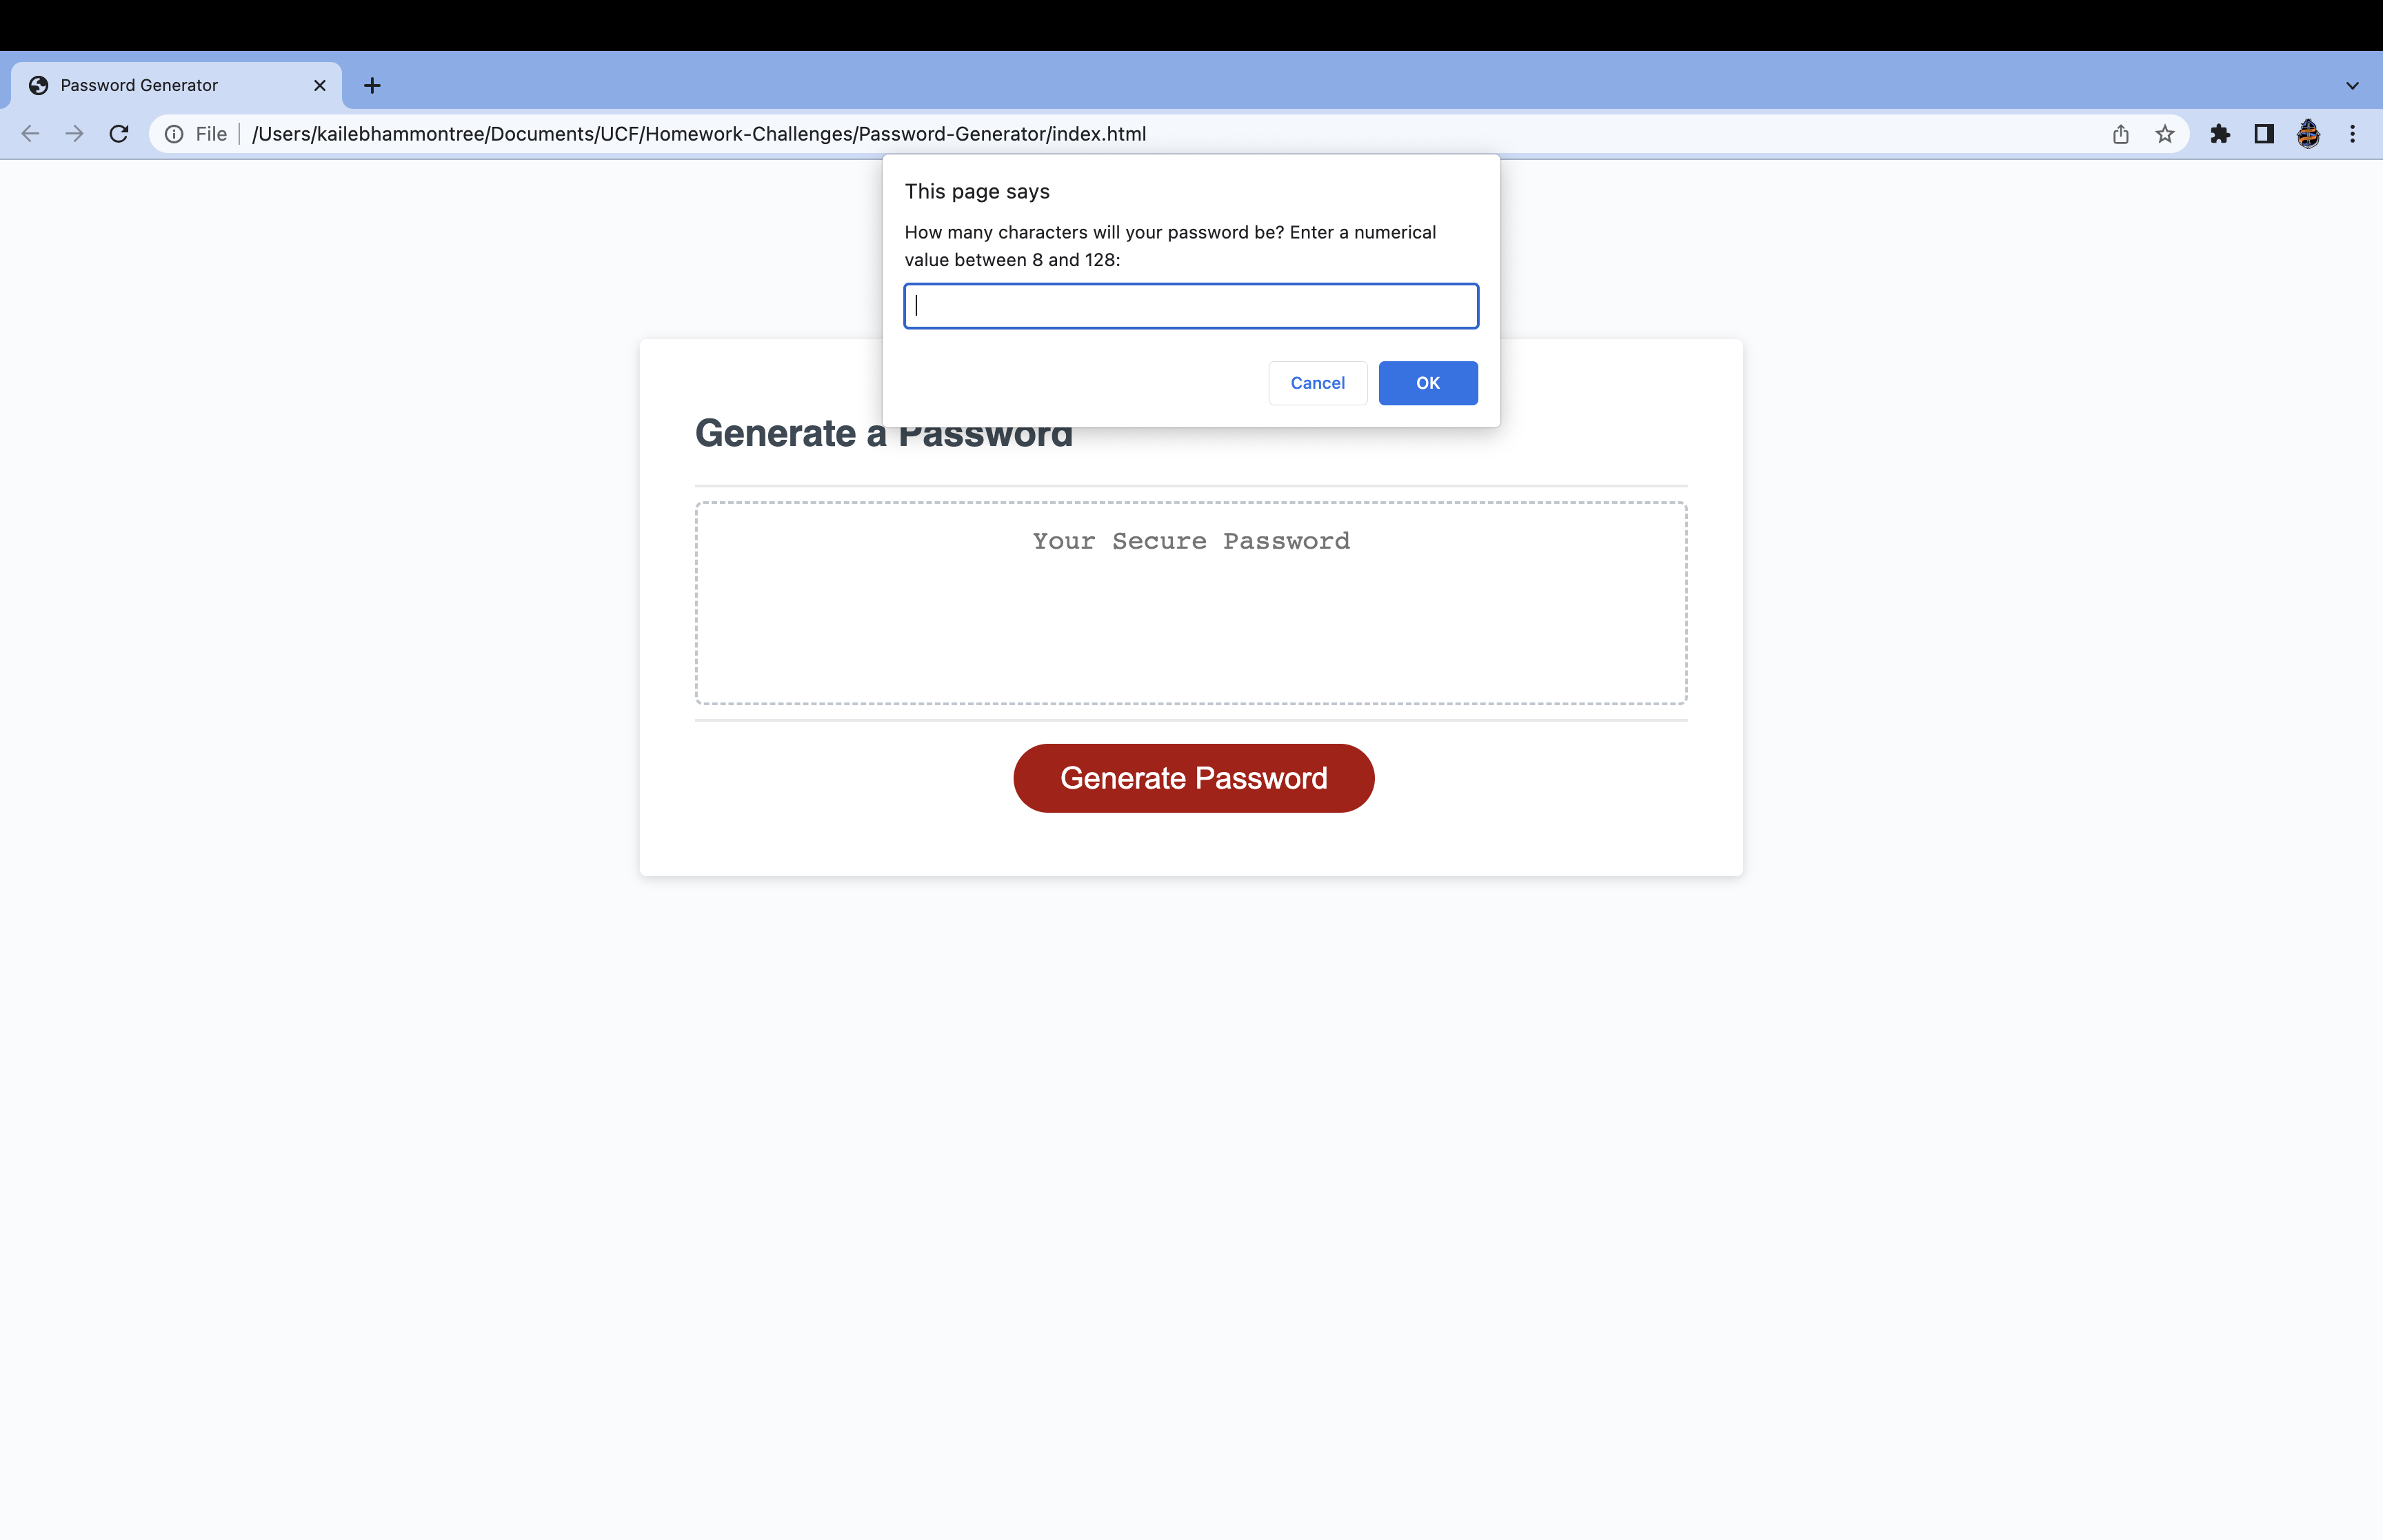 Password Generator
File
/Users/kailebhammontree/Documents/UCF/Homework-Challenges/Password-Generator/index.html
This page says
How many characters will your password be? Enter a numerical
value between 8 and 128:
Cancel
OK
Generate a Password
Your Secure Password
Generate Password